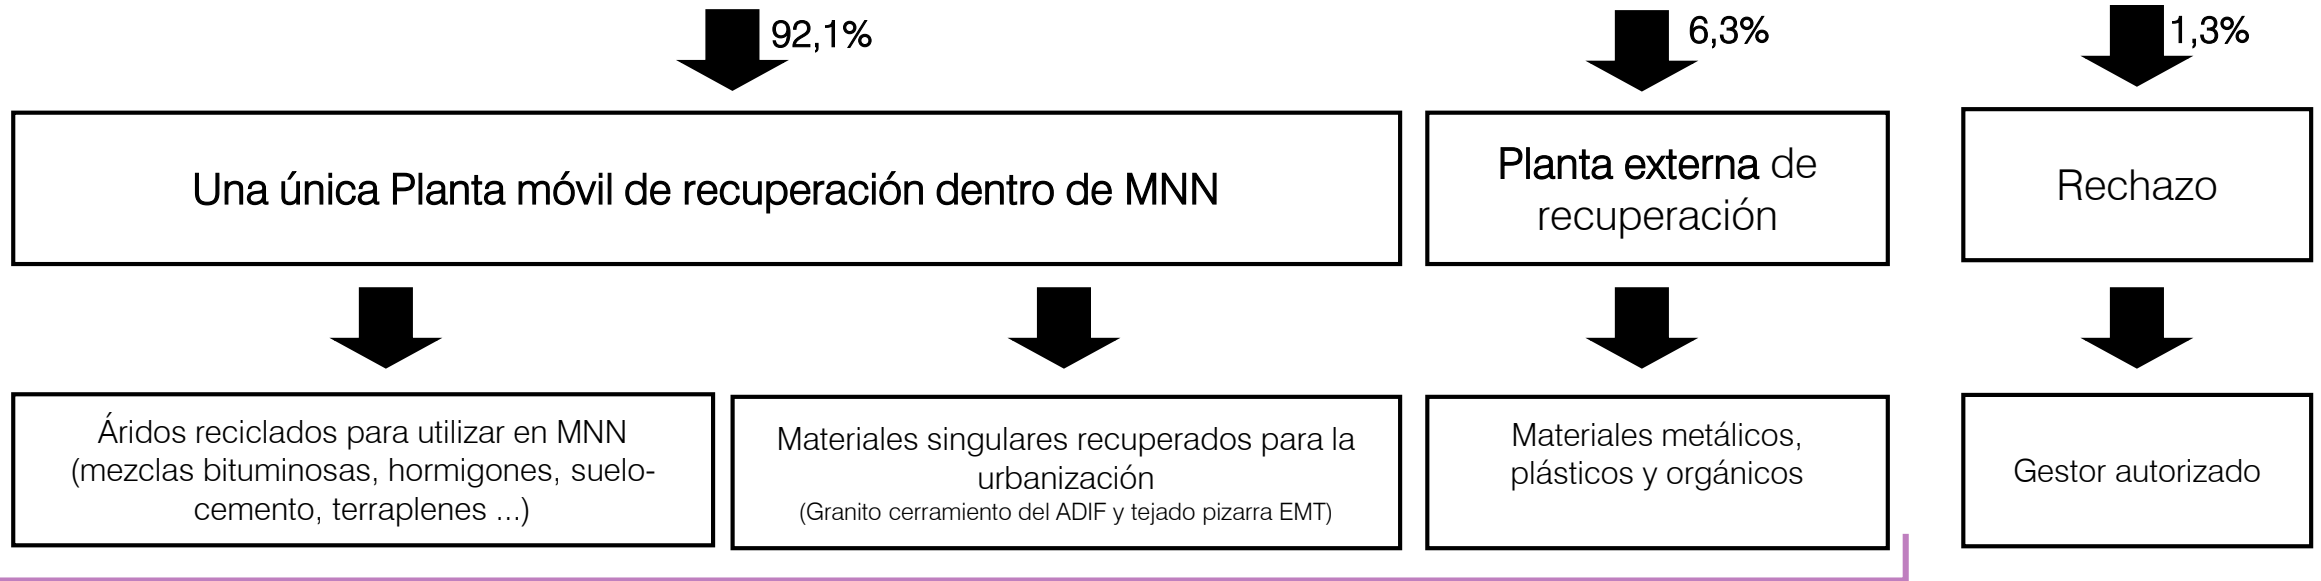 92,1%
6,3%
1,3%
Una única Planta móvil de recuperación dentro de MNN
Planta externa de
recuperación
Rechazo
Áridos reciclados para utilizar en MNN
(mezclas bituminosas, hormigones, suelo-
cemento, terraplenes ...)
Materiales singulares recuperados para la
urbanización
(Granito cerramiento del ADIF y tejado pizarra EMT)
Materiales metálicos,
plásticos y orgánicos
Gestor autorizado